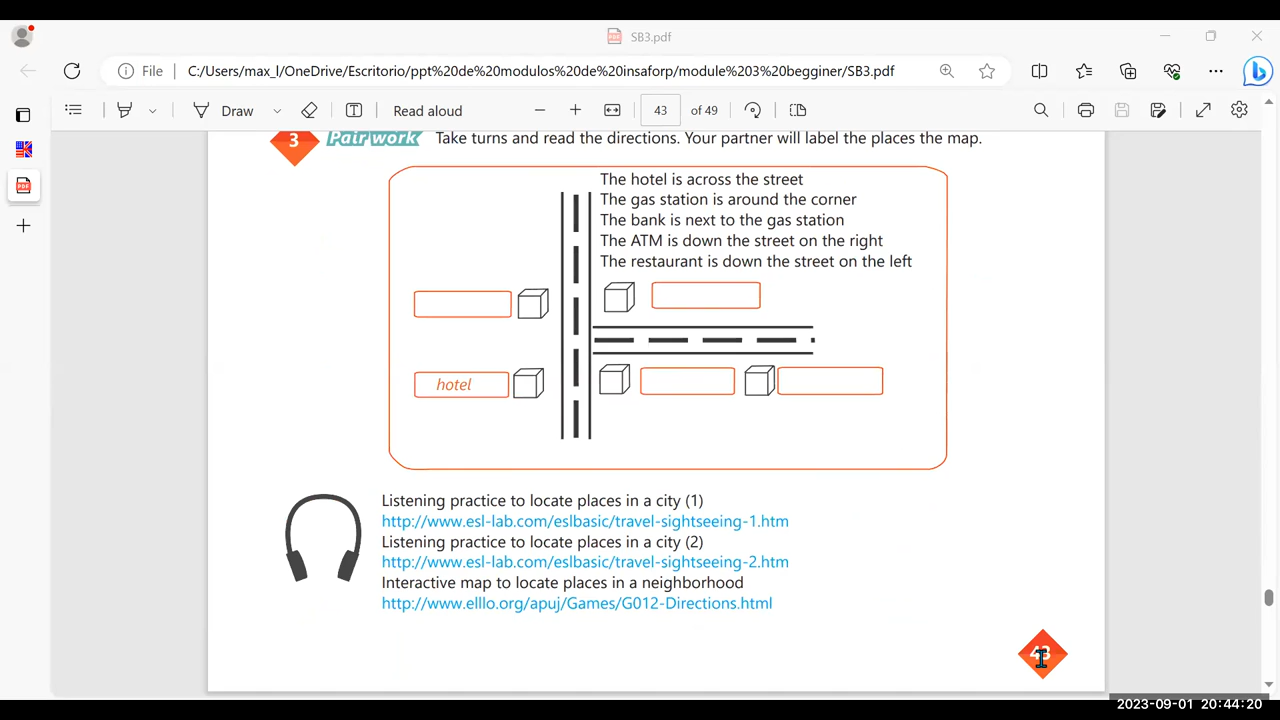 SB3.pdf
File
C:/Users/max_l/OneDrive/Escritorio/ppt%20de%20modulos%20de%20insaforp/module%203%20begginer/SB3.pdf
Draw
Read aloud
43
of 49
3
Pair work
Take turns and read the directions. Your partner will label the places the map.
The hotel is across the street
The gas station is around the corner
The bank is next to the gas station
The ATM is down the street on the right
The restaurant is down the street on the left
hotel
Listening practice to locate places in a city (1)
http://www.esl-lab.com/eslbasic/travel-sightseeing-1.htm
Listening practice to locate places in a city (2)
http://www.esl-lab.com/eslbasic/travel-sightseeing-2.htm
Interactive map to locate places in a neighborhood
http://www.elllo.org/apuj/Games/G012-Directions.html
43
2023-09-01 20:44:20